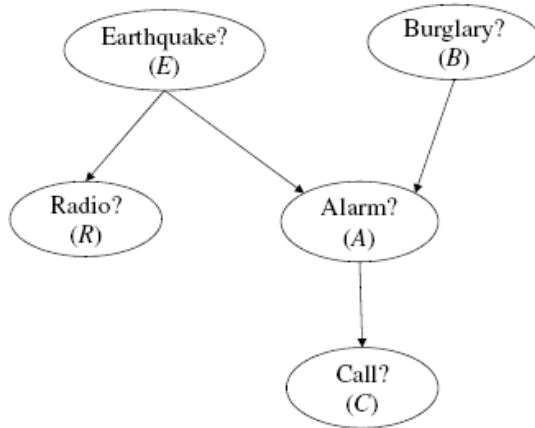 Earthquake?
(E)
Burglary?
(B)
Radio?
(R)
Alarm?
(A)
Call?
(C)